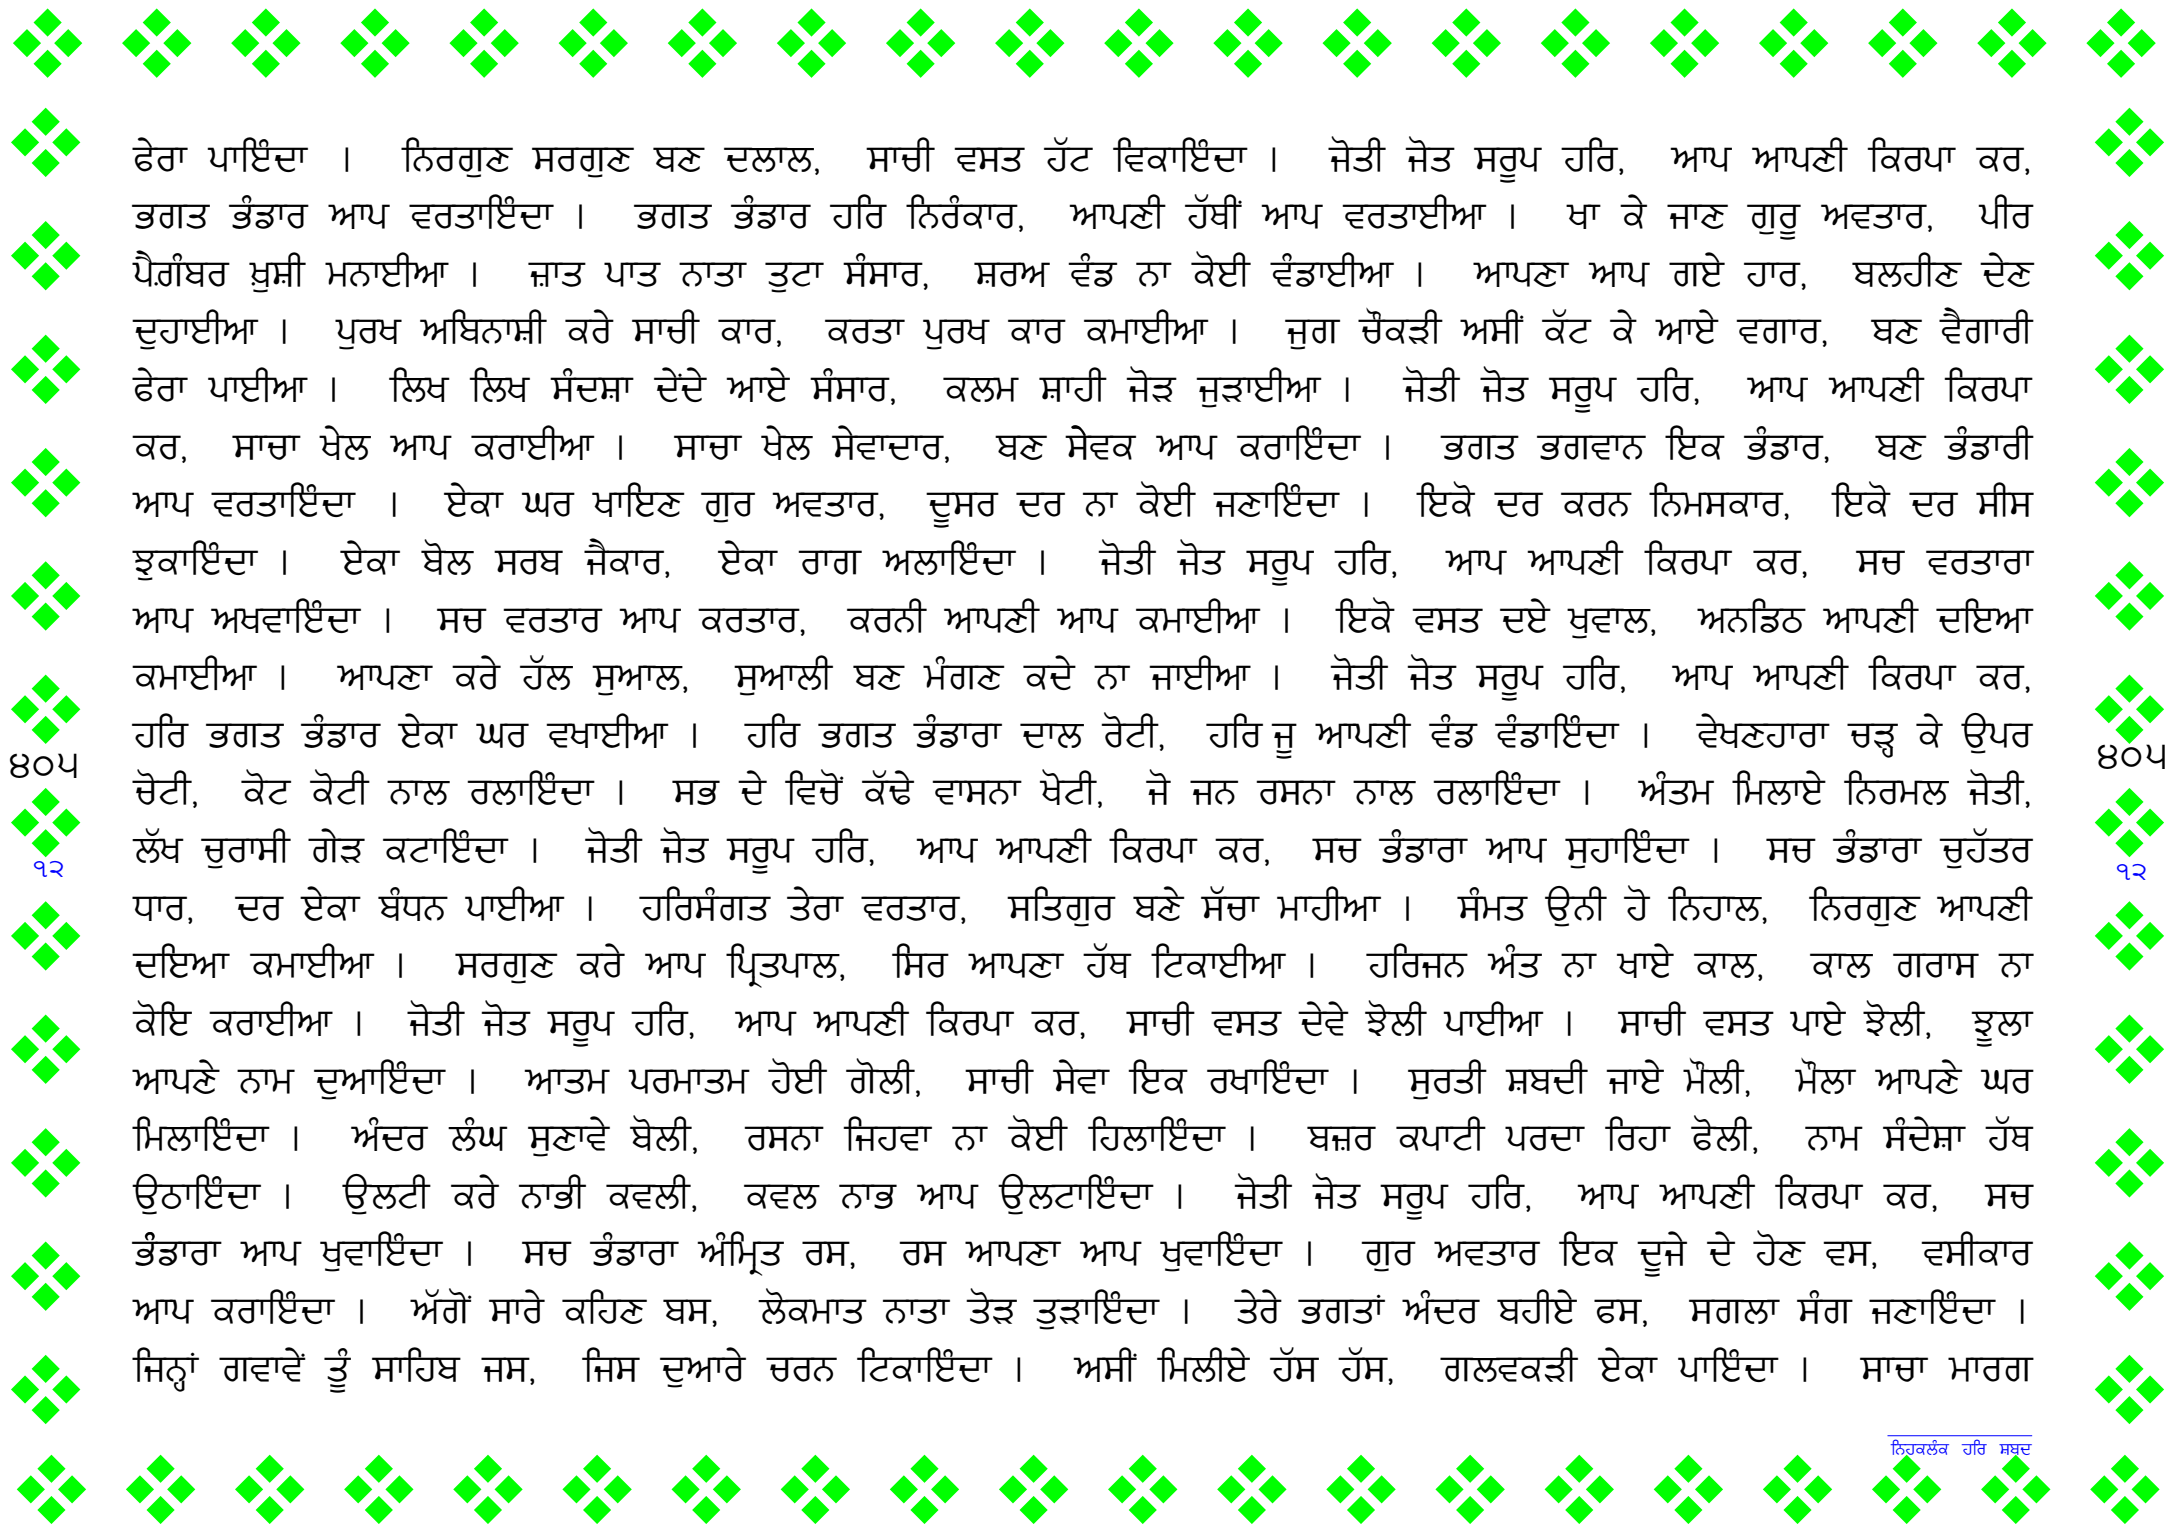 ਫੇਰਾ ਪਾਇੰਦਾ । ਨਿਰਗੁਣ ਸਰਗੁਣ ਬਣ ਦਲਾਲ, ਸਾਚੀ ਵਸਤ ਹੱਟ ਵਿਕਾਇੰਦਾ । ਜੋਤੀ ਜੋਤ ਸਰੂਪ ਹਰਿ, ਆਪ ਆਪਣੀ ਕਿਰਪਾ ਕਰ,
ਭਗਤ ਭੰਡਾਰ ਆਪ ਵਰਤਾਇੰਦਾ । ਭਗਤ ਭੰਡਾਰ ਹਰਿ ਨਿਰੰਕਾਰ, ਆਪਣੀ ਹੱਥੀਂ ਆਪ ਵਰਤਾਈਆ । ਖਾ ਕੇ ਜਾਣ ਗੁਰੂ ਅਵਤਾਰ, ਪੀਰ
ਪੈਗ਼ੰਬਰ ਖ਼ੁਸ਼ੀ ਮਨਾਈਆ । ਜ਼ਾਤ ਪਾਤ ਨਾਤਾ ਤੁਟਾ ਸੰਸਾਰ, ਸ਼ਰਅ ਵੰਡ ਨਾ ਕੋਈ ਵੰਡਾਈਆ । ਆਪਣਾ ਆਪ ਗਏ ਹਾਰ, ਬਲਹੀਣ ਦੇਣ
ਦੁਹਾਈਆ । ਪੁਰਖ ਅਬਿਨਾਸ਼ੀ ਕਰੇ ਸਾਚੀ ਕਾਰ, ਕਰਤਾ ਪੁਰਖ ਕਾਰ ਕਮਾਈਆ । ਜੁਗ ਚੌਕੜੀ ਅਸੀਂ ਕੱਟ ਕੇ ਆਏ ਵਗਾਰ, ਬਣ ਵੈਗਾਰੀ
ਫੇਰਾ ਪਾਈਆ । ਲਿਖ ਲਿਖ ਸੰਦਸ਼ਾ ਦੇਂਦੇ ਆਏ ਸੰਸਾਰ, ਕਲਮ ਸ਼ਾਹੀ ਜੋੜ ਜੁੜਾਈਆ । ਜੋਤੀ ਜੋਤ ਸਰੂਪ ਹਰਿ, ਆਪ ਆਪਣੀ ਕਿਰਪਾ
ਕਰ, ਸਾਚਾ ਖੇਲ ਆਪ ਕਰਾਈਆ । ਸਾਚਾ ਖੇਲ ਸੇਵਾਦਾਰ, ਬਣ ਸੇਵਕ ਆਪ ਕਰਾਇੰਦਾ । ਭਗਤ ਭਗਵਾਨ ਇਕ ਭੰਡਾਰ, ਬਣ ਭੰਡਾਰੀ
ਆਪ ਵਰਤਾਇੰਦਾ । ਏਕਾ ਘਰ ਖਾਇਣ ਗੁਰ ਅਵਤਾਰ, ਦੂਸਰ ਦਰ ਨਾ ਕੋਈ ਜਣਾਇੰਦਾ । ਇਕੋ ਦਰ ਕਰਨ ਨਿਮਸਕਾਰ, ਇਕੋ ਦਰ ਸੀਸ
ਝੁਕਾਇੰਦਾ । ਏਕਾ ਬੋਲ ਸਰਬ ਜੈਕਾਰ, ਏਕਾ ਰਾਗ ਅਲਾਇੰਦਾ । ਜੋਤੀ ਜੋਤ ਸਰੂਪ ਹਰਿ, ਆਪ ਆਪਣੀ ਕਿਰਪਾ ਕਰ, ਸਚ ਵਰਤਾਰਾ
ਆਪ ਅਖਵਾਇੰਦਾ । ਸਚ ਵਰਤਾਰ ਆਪ ਕਰਤਾਰ, ਕਰਨੀ ਆਪਣੀ ਆਪ ਕਮਾਈਆ । ਇਕੋ ਵਸਤ ਦਏ ਖੁਵਾਲ, ਅਨਡਿਠ ਆਪਣੀ ਦਇਆ
ਕਮਾਈਆ । ਆਪਣਾ ਕਰੇ ਹੱਲ ਸੁਆਲ, ਸੁਆਲੀ ਬਣ ਮੰਗਣ ਕਦੇ ਨਾ ਜਾਈਆ । ਜੋਤੀ ਜੋਤ ਸਰੂਪ ਹਰਿ, ਆਪ ਆਪਣੀ ਕਿਰਪਾ ਕਰ,
ਹਰਿ ਭਗਤ ਭੰਡਾਰ ਏਕਾ ਘਰ ਵਖਾਈਆ । ਹਰਿ ਭਗਤ ਭੰਡਾਰਾ ਦਾਲ ਰੋਟੀ, ਹਰਿ ਜੂ ਆਪਣੀ ਵੰਡ ਵੰਡਾਇੰਦਾ । ਵੇਖਣਹਾਰਾ ਚੜ੍ਹ ਕੇ ਉਪਰ
੪੦੫ ੪੦੫
ਚੋਟੀ, ਕੋਟ ਕੋਟੀ ਨਾਲ ਰਲਾਇੰਦਾ । ਸਭ ਦੇ ਵਿਚੋਂ ਕੱਢੇ ਵਾਸਨਾ ਖੋਟੀ, ਜੋ ਜਨ ਰਸਨਾ ਨਾਲ ਰਲਾਇੰਦਾ । ਅੰਤਮ ਮਿਲਾਏ ਨਿਰਮਲ ਜੋਤੀ,
ਲੱਖ ਚੁਰਾਸੀ ਗੇੜ ਕਟਾਇੰਦਾ । ਜੋਤੀ ਜੋਤ ਸਰੂਪ ਹਰਿ, ਆਪ ਆਪਣੀ ਕਿਰਪਾ ਕਰ, ਸਚ ਭੰਡਾਰਾ ਆਪ ਸੁਹਾਇੰਦਾ । ਸਚ ਭੰਡਾਰਾ ਚੁਹੱਤਰ
੧੨ ੧੨
ਧਾਰ, ਦਰ ਏਕਾ ਬੰਧਨ ਪਾਈਆ । ਹਰਿਸੰਗਤ ਤੇਰਾ ਵਰਤਾਰ, ਸਤਿਗੁਰ ਬਣੇ ਸੱਚਾ ਮਾਹੀਆ । ਸੰਮਤ ਉਨੀ ਹੋ ਨਿਹਾਲ, ਨਿਰਗੁਣ ਆਪਣੀ
ਦਇਆ ਕਮਾਈਆ । ਸਰਗੁਣ ਕਰੇ ਆਪ ਪ੍ਰਿਤਪਾਲ, ਸਿਰ ਆਪਣਾ ਹੱਥ ਟਿਕਾਈਆ । ਹਰਿਜਨ ਅੰਤ ਨਾ ਖਾਏ ਕਾਲ, ਕਾਲ ਗਰਾਸ ਨਾ
ਕੋਇ ਕਰਾਈਆ । ਜੋਤੀ ਜੋਤ ਸਰੂਪ ਹਰਿ, ਆਪ ਆਪਣੀ ਕਿਰਪਾ ਕਰ, ਸਾਚੀ ਵਸਤ ਦੇਵੇ ਝੋਲੀ ਪਾਈਆ । ਸਾਚੀ ਵਸਤ ਪਾਏ ਝੋਲੀ, ਝੂਲਾ
ਆਪਣੇ ਨਾਮ ਦੁਆਇੰਦਾ । ਆਤਮ ਪਰਮਾਤਮ ਹੋਈ ਗੋਲੀ, ਸਾਚੀ ਸੇਵਾ ਇਕ ਰਖਾਇੰਦਾ । ਸੁਰਤੀ ਸ਼ਬਦੀ ਜਾਏ ਮੌਲੀ, ਮੌਲਾ ਆਪਣੇ ਘਰ
ਮਿਲਾਇੰਦਾ । ਅੰਦਰ ਲੰਘ ਸੁਣਾਵੇ ਬੋਲੀ, ਰਸਨਾ ਜਿਹਵਾ ਨਾ ਕੋਈ ਹਿਲਾਇੰਦਾ । ਬਜ਼ਰ ਕਪਾਟੀ ਪਰਦਾ ਰਿਹਾ ਫੋਲੀ, ਨਾਮ ਸੰਦੇਸ਼ਾ ਹੱਥ
ਉਠਾਇੰਦਾ । ਉਲਟੀ ਕਰੇ ਨਾਭੀ ਕਵਲੀ, ਕਵਲ ਨਾਭ ਆਪ ਉਲਟਾਇੰਦਾ । ਜੋਤੀ ਜੋਤ ਸਰੂਪ ਹਰਿ, ਆਪ ਆਪਣੀ ਕਿਰਪਾ ਕਰ, ਸਚ
ਭੰਡਾਰਾ ਆਪ ਖੁਵਾਇੰਦਾ । ਸਚ ਭੰਡਾਰਾ ਅੰਮ੍ਰਿਤ ਰਸ, ਰਸ ਆਪਣਾ ਆਪ ਖੁਵਾਇੰਦਾ । ਗੁਰ ਅਵਤਾਰ ਇਕ ਦੂਜੇ ਦੇ ਹੋਣ ਵਸ, ਵਸੀਕਾਰ
ਆਪ ਕਰਾਇੰਦਾ । ਅੱਗੋਂ ਸਾਰੇ ਕਹਿਣ ਬਸ, ਲੋਕਮਾਤ ਨਾਤਾ ਤੋੜ ਤੁੜਾਇੰਦਾ । ਤੇਰੇ ਭਗਤਾਂ ਅੰਦਰ ਬਹੀਏ ਫਸ, ਸਗਲਾ ਸੰਗ ਜਣਾਇੰਦਾ ।
ਜਿਨ੍ਹਾਂ ਗਵਾਵੇਂ ਤੂੰ ਸਾਹਿਬ ਜਸ, ਜਿਸ ਦੁਆਰੇ ਚਰਨ ਟਿਕਾਇੰਦਾ । ਅਸੀਂ ਮਿਲੀਏ ਹੱਸ ਹੱਸ, ਗਲਵਕੜੀ ਏਕਾ ਪਾਇੰਦਾ । ਸਾਚਾ ਮਾਰਗ
ਨਿਹਕਲੰਕ ਹਰਿ ਸ਼ਬਦ